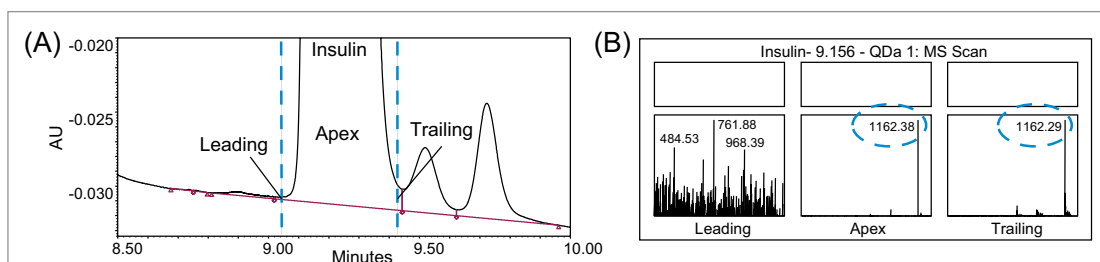 (A)
-0.020
-0.025
-0.030
AU
Insulin
Apex
Leading
Trailing
8.50
9.00
9.50
10.00
Minutes
(B)
Insulin- 9.156 - QDa 1: MS Scan
761.88
484.53
968.39
1162.38
1162.29
Leading
Apex
Trailing